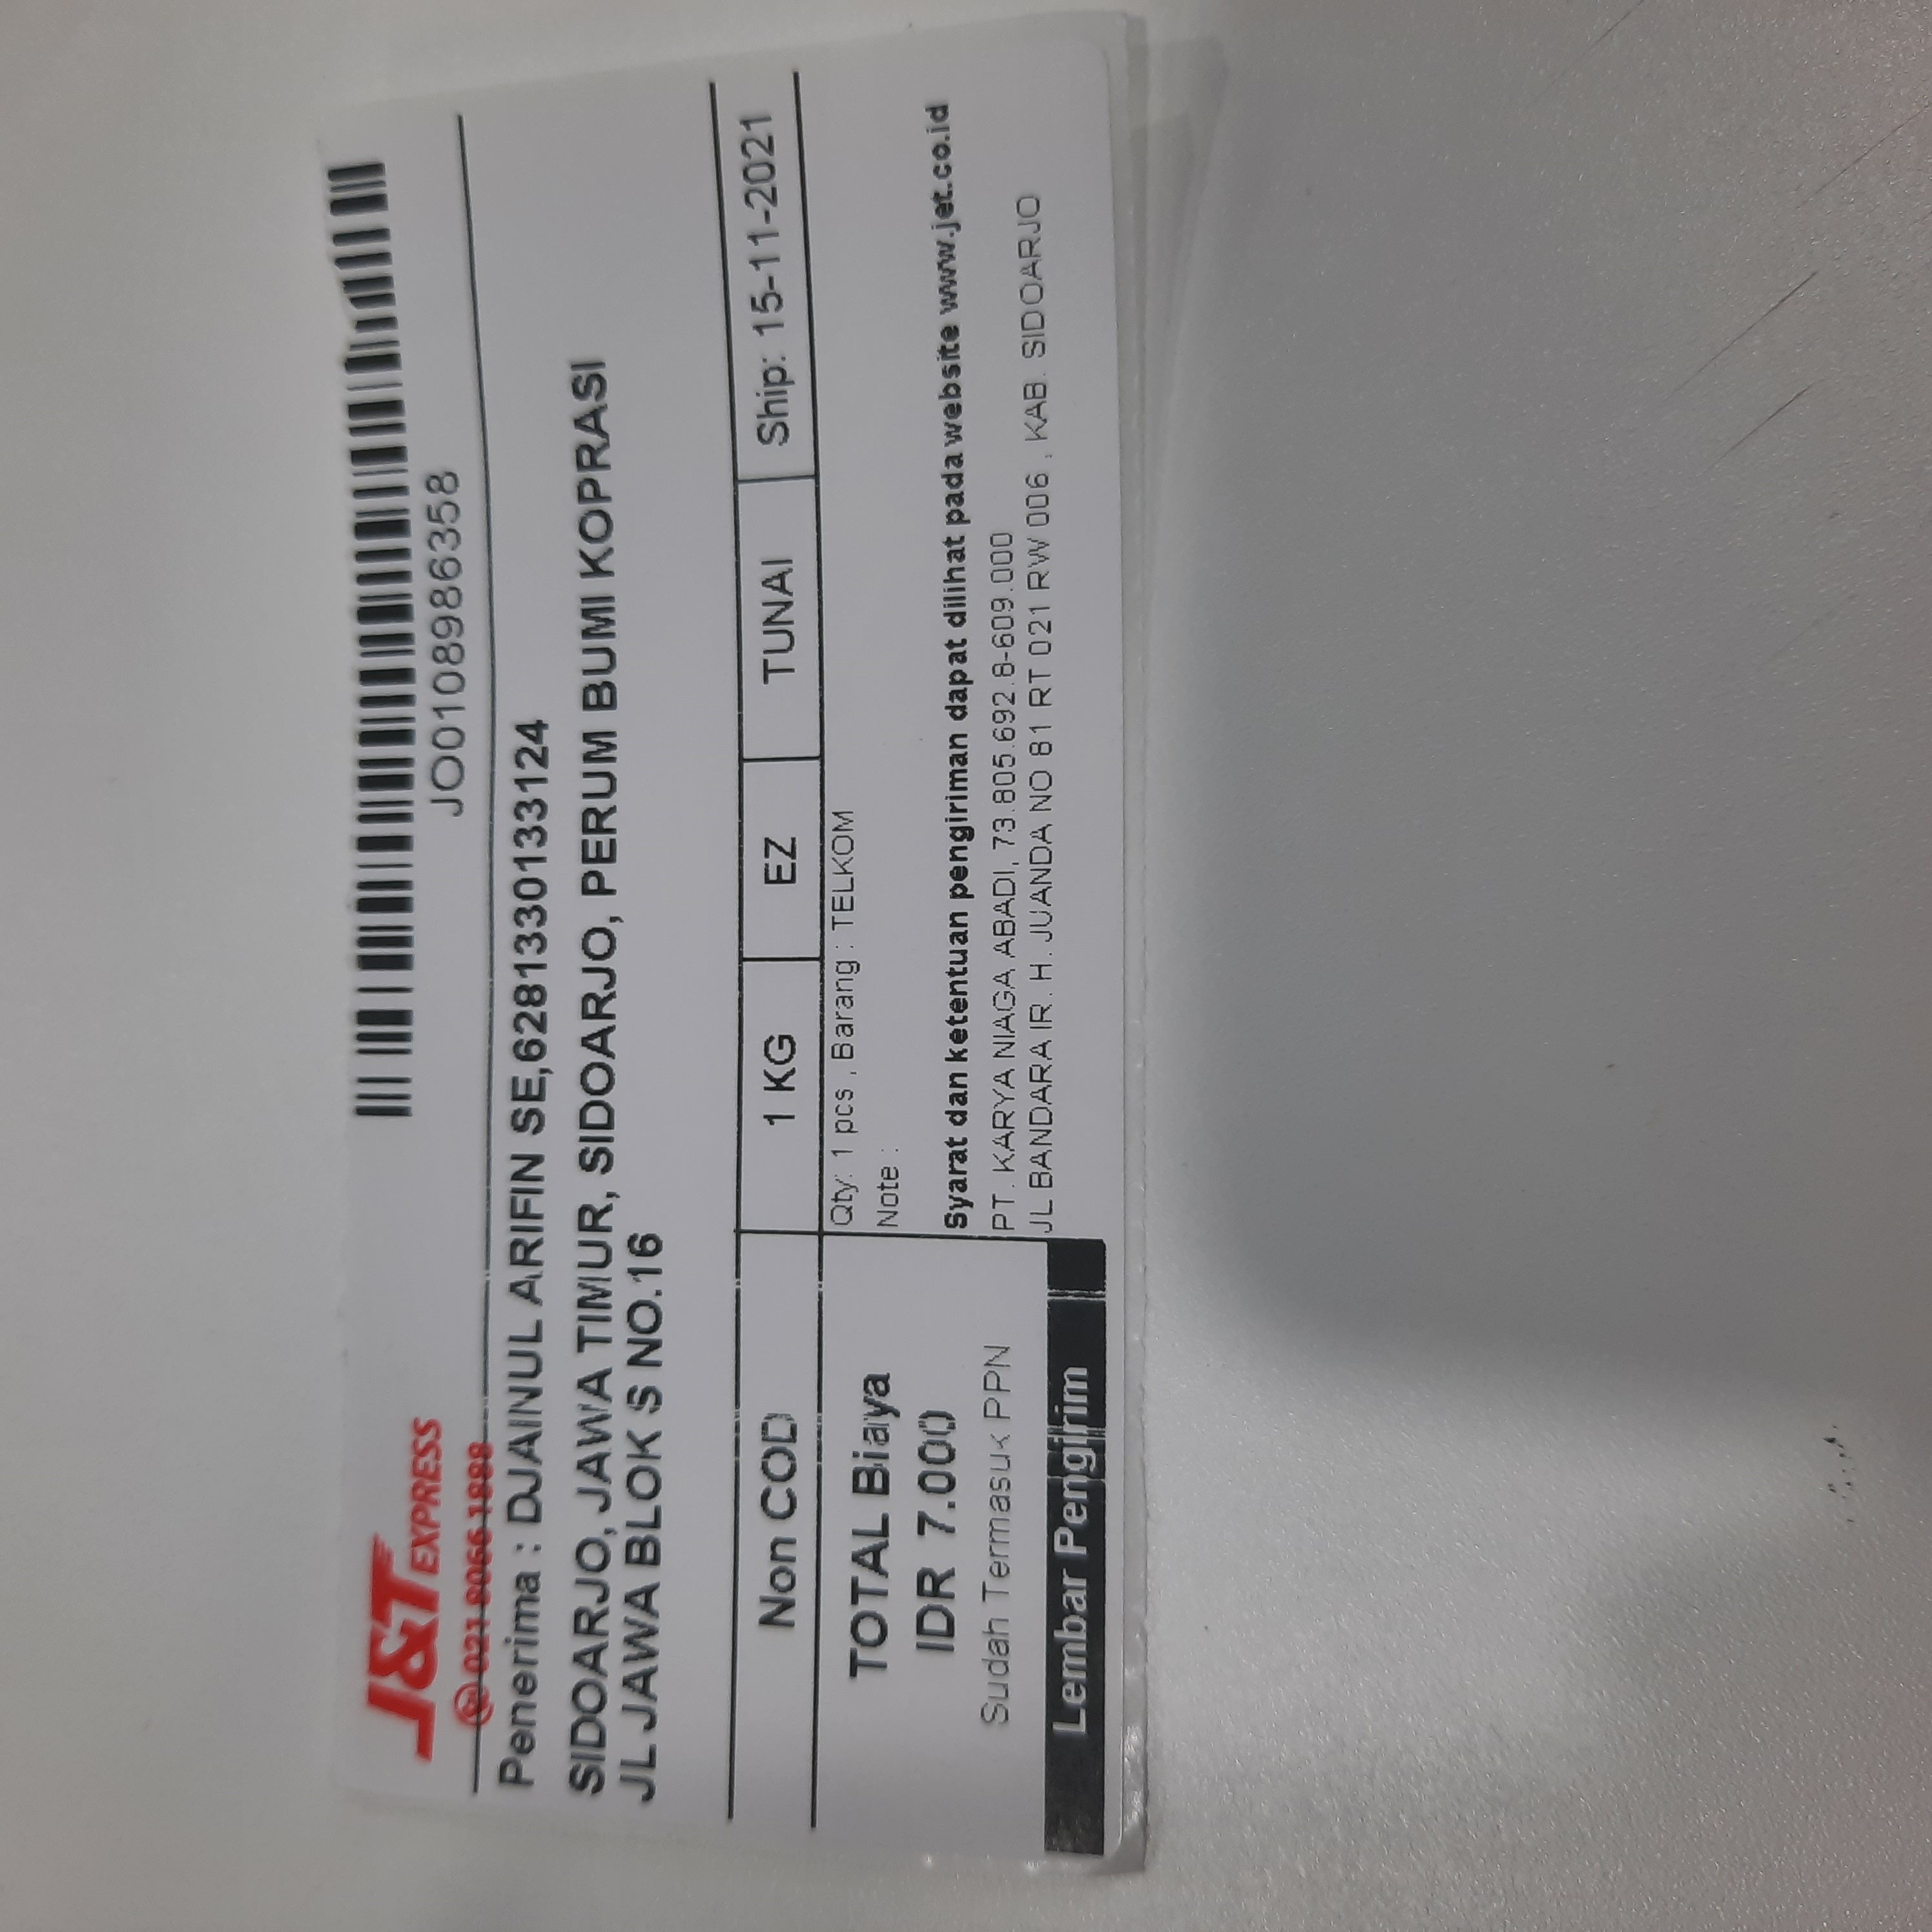 J&T EXPRESS
021 8066 1888
JO0108986358
Penerima : DJAINUL ARIFIN SE,6281330133124
SIDOARJO, JAWA TIMUR, SIDOARJO, PERUM BUMI KOPRASI
JL JAWA BLOK S NO.16
Non COD
1 KG
EZ
TUNAI
Ship: 15-11-2021
TOTAL Biaya
IDR 7.000
Sudah Termasuk PPN
Lembar Pengirim
Qty: 1 pcs , Barang : TELKOM
Note :
Syarat dan ketentuan pengiriman dapat dilihat pada website www.jet.co.id
PT. KARYA NIAGA ABADI, 73.805.692.8-609.000
JL BANDARA IR. H. JUANDA NO 81 RT 021 RW 006 , KAB. SIDOARJO